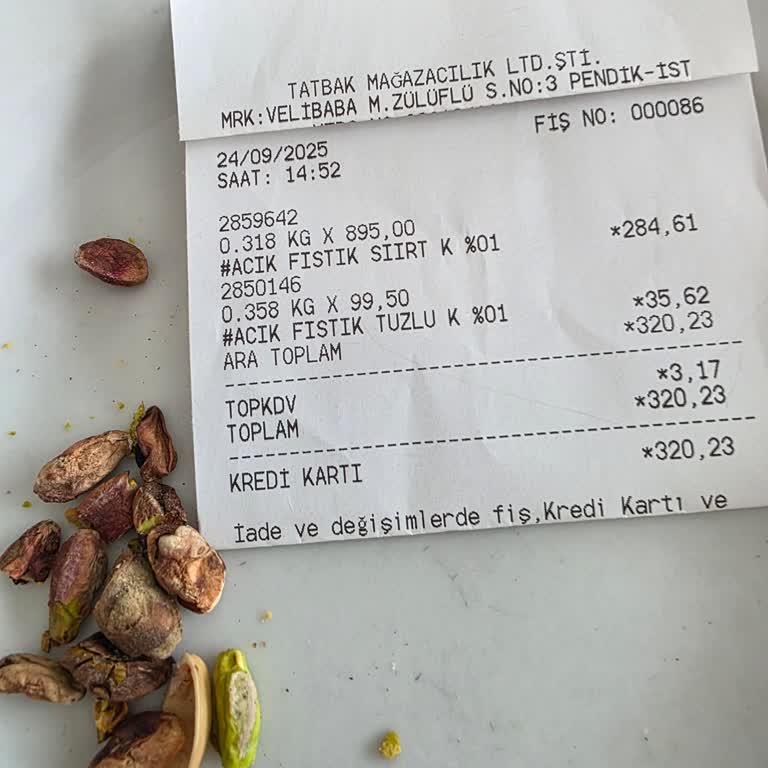 TATBAK MAĞAZACILIK LTD.ŞTİ.
MRK:VELİBABA M.ZÜLÜFLÜ S.NO:3 PENDİK-İST
FİŞ NO: 000086
24/09/2025
SAAT: 14:52
2859642
0.318 KG X 895,00 *284,61
#ACIK FISTIK SIIRT K %01
2850146
0.358 KG X 99,50 *35,62
#ACIK FISTIK TUZLU K %01
ARA TOPLAM *320,23
TOPKDV *3,17
TOPLAM *320,23
KREDİ KARTI *320,23
İade ve değişimlerde fiş,Kredi Kartı ve